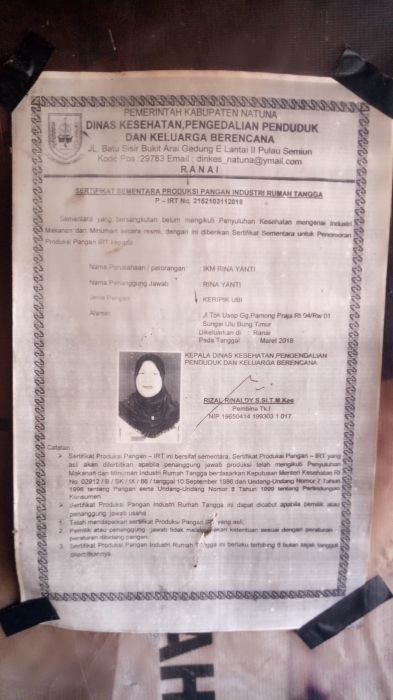 PEMERINTAH KABUPATEN NATUNA
DINAS KESEHATAN,PENGEDALIAN PENDUDUK
DAN KELUARGA BERENCANA
JL. Batu Sisir Bukit Arai Gedung E Lantai II Pulau Semiun
Kode Pos :29783 Email : dinkes_natuna@ymail.com
RANAI
SERTIFIKAT SEMENTARA PRODUKSI PANGAN INDUSTRI RUMAH TANGGA
P – IRT No. 2152103112018
Sementara yang bersangkutan belum mengikuti Penyuluhan Kesehatan mengenai Industri
Makanan dan Minuman secara resmi, dengan ini diberikan Sertifikat Sementara untuk Penomoran
Produksi Pangan IRT kepada :
Nama Perusahaan / perorangan : IKM RINA YANTI
Nama Penanggung Jawab : RINA YANTI
Jenis Pangan : KERIPIK UBI
Alamat : Jl.Tok Usop Gg.Pamong Praja Rt 04/Rw 01
Sungai Ulu Bung.Timur
Dikeluarkan di : Ranai
Pada Tanggal : Maret 2018
KEPALA DINAS KESEHATAN,PENGENDALIAN
PENDUDUK DAN KELUARGA BERENCANA
RIZAL RINALDY S.Si.T,M.Kes
Pembina Tk.I
NIP 19650414 199303 1 017
Catatan :
Sertifikat Produksi Pangan – IRT ini bersifat sementara, Sertifikat Produksi Pangan – IRT yang
asli akan diterbitkan apabila penanggung jawab produksi telah mengikuti Penyuluhan
Makanan dan Minuman Industri Rumah Tangga berdasarkan Keputusan Menteri Kesehatan RI
No. 02912 / B / SK / IX / 86 / tanggal 10 September 1986 dan Undang-Undang Nomor 7 Tahun
1996 tentang Pangan serta Undang-Undang Nomor 8 Tahun 1999 tentang Perlindungan
Konsumen.
Sertifikat Produksi Pangan Industri Rumah Tangga ini dapat dicabut apabila pemilik atau
penanggung jawab usaha:
1. Telah mendapatkan sertifikat Produksi Pangan IRT yang asli;
2. Pemilik atau penanggung jawab tidak ketentuan sesuai dengan peraturan
peraturan dibidang pangan;
3. Sertifikat Produksi Pangan Industri Rumah Tangga ini berlaku terhitung 6 bulan sejak tanggal